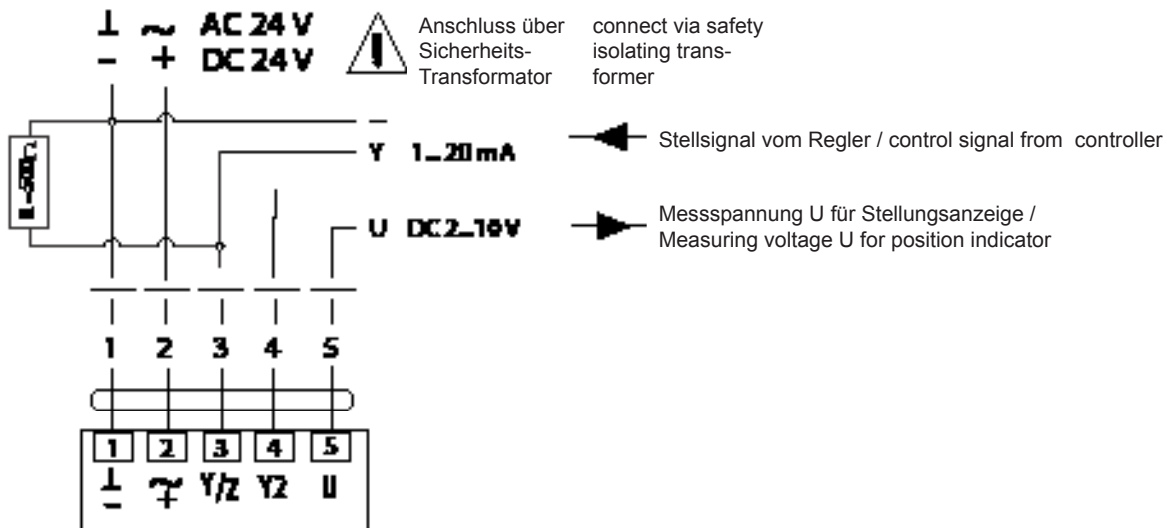 ⊥ ~ AC 24 V
– + DC 24 V
Anschluss über
Sicherheits-
Transformator
connect via safety
isolating trans-
former
–
Y 1...20 mA
Stellsignal vom Regler / control signal from controller
U DC 2...10 V
Messspannung U für Stellungsanzeige /
Measuring voltage U for position indicator
1 2 3 4 5
1 2 3 4 5
⊥ ~ Y/Z Y2 U
– +